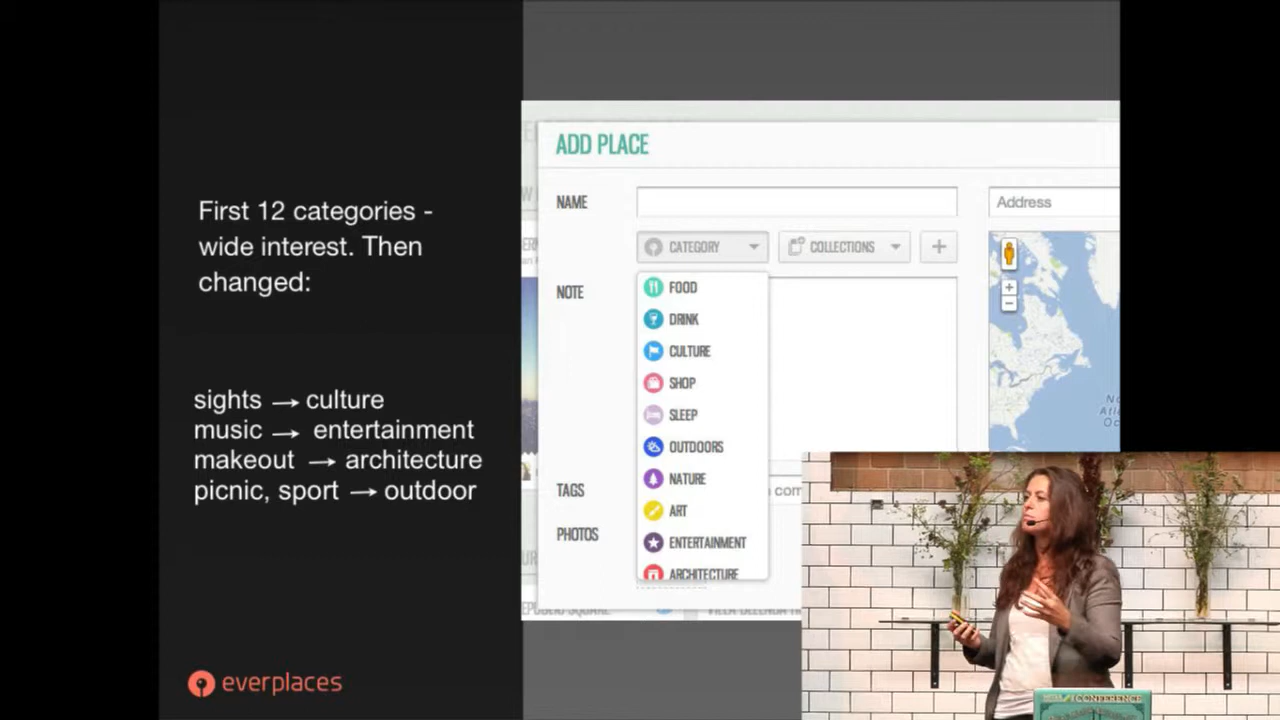 First 12 categories -
wide interest. Then
changed:
sights → culture
music → entertainment
makeout → architecture
picnic, sport → outdoor
everplaces
ADD PLACE
NAME
Address
CATEGORY
COLLECTIONS
+
NOTE
FOOD
DRINK
CULTURE
SHOP
SLEEP
OUTDOORS
NATURE
ART
ENTERTAINMENT
ARCHITECTURE
TAGS
PHOTOS
CONFERENCE